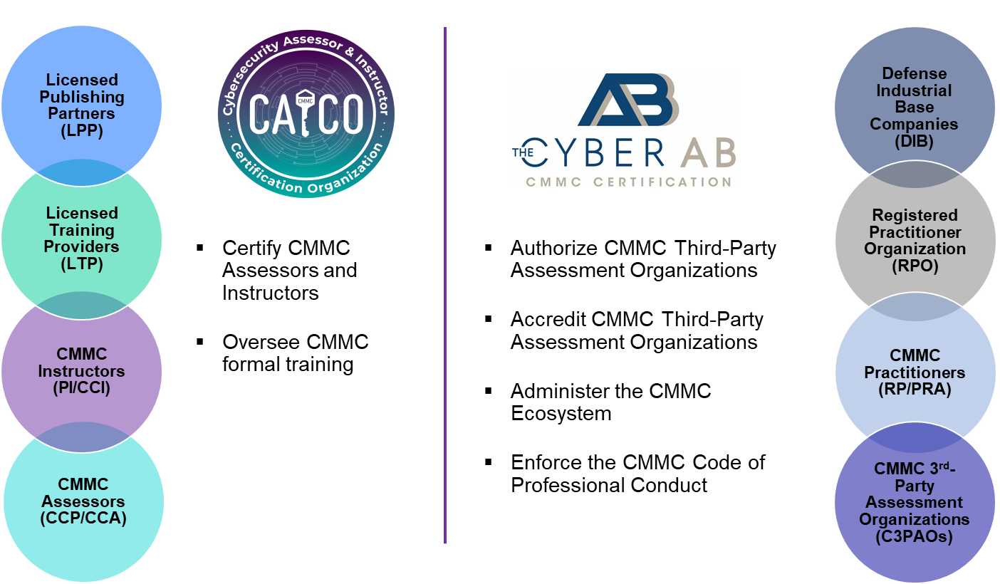 Licensed
Publishing
Partners
(LPP)
Licensed
Training
Providers
(LTP)
CMMC
Instructors
(PI/CCI)
CMMC
Assessors
(CCP/CCA)
Cybersecurity Assessor & Instructor
CAICO
CMMC
Certification Organization
▪ Certify CMMC
Assessors and
Instructors
▪ Oversee CMMC
formal training
AB
THE CYBER AB
CMMC CERTIFICATION
▪ Authorize CMMC Third-Party
Assessment Organizations
▪ Accredit CMMC Third-Party
Assessment Organizations
▪ Administer the CMMC
Ecosystem
▪ Enforce the CMMC Code of
Professional Conduct
Defense
Industrial
Base
Companies
(DIB)
Registered
Practitioner
Organization
(RPO)
CMMC
Practitioners
(RP/PRA)
CMMC 3rd-
Party
Assessment
Organizations
(C3PAOs)